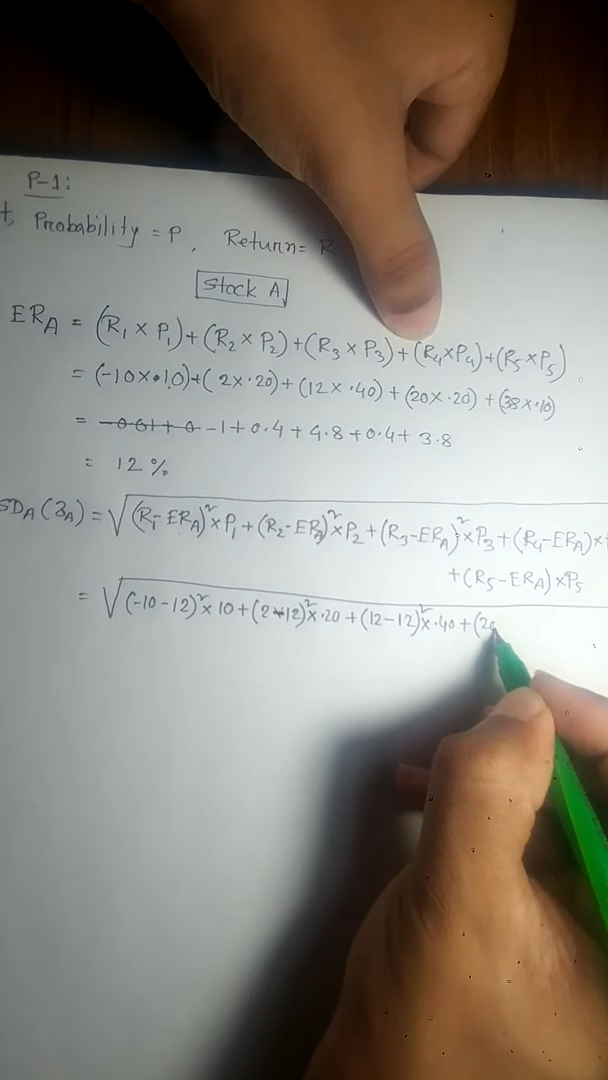 P-1:
t, Probability = P, Return = R
Stock A
ERA = (R₁ × P₁) + (R₂ × P₂) + (R₃ × P₃) + (R₄ × P₄) + (R₅ × P₅)
= (-10 × .10) + (2 × .20) + (12 × .40) + (20 × .20) + (38 × .10)
= -1 + 0.4 + 4.8 + 0.4 + 3.8
= 12 %
SDA (3A) = √(R₁ - ERA)² × P₁ + (R₂ - ERA)² × P₂ + (R₃ - ERA)² × P₃ + (R₄ - ERA) ×
+ (R₅ - ERA) × P₅
= √(-10 - 12)² × 10 + (2 - 12)² × .20 + (12 - 12)² × .40 + (20